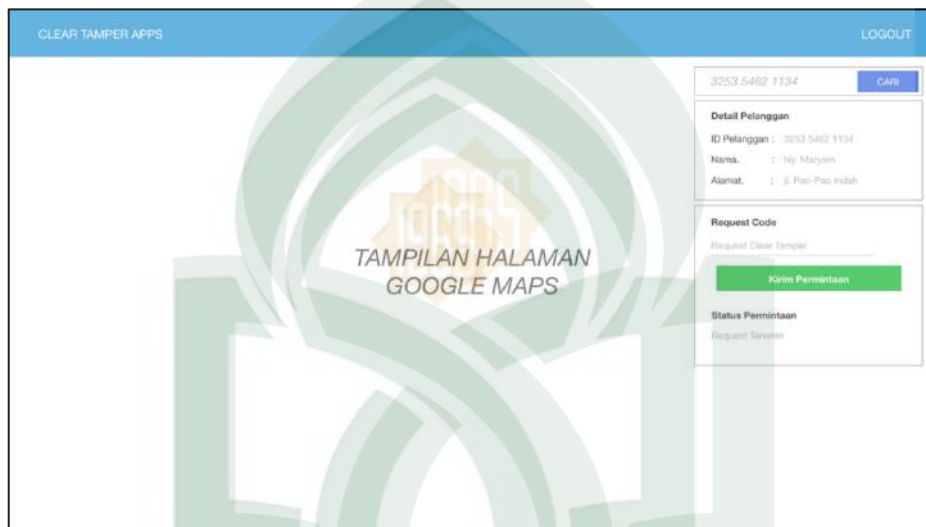 CLEAR TAMPER APPS
LOGOUT
3253 5462 1134
CARI
Detail Pelanggan
ID Pelanggan : 3253 5462 1134
Nama. : Ny. Maryam
Alamat. : jl. Pao-Pao indah
TAMPILAN HALAMAN
GOOGLE MAPS
Request Code
Request Clear Temper
Kirim Permintaan
Status Permintaan
Request Terkirim